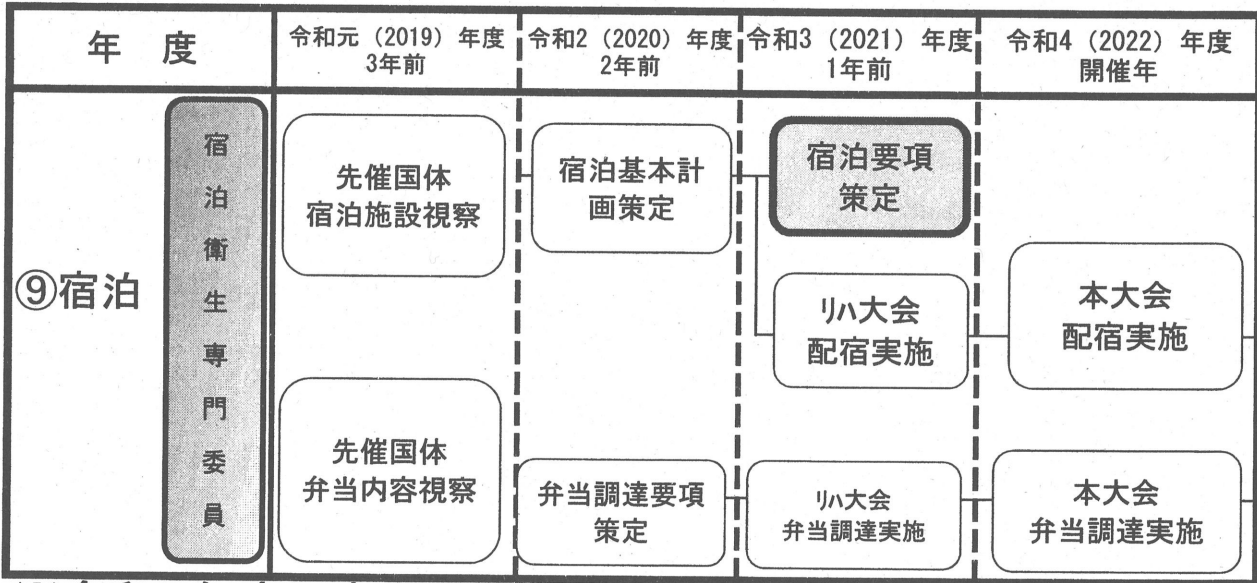 年 度
令和元（2019）年度
3年前
令和2（2020）年度
2年前
令和3（2021）年度
1年前
令和4（2022）年度
開催年
⑨宿泊
宿泊衛生専門委員
先催国体
宿泊施設視察
宿泊基本計
画策定
宿泊要項
策定
リハ大会
配宿実施
本大会
配宿実施
先催国体
弁当内容視察
弁当調達要項
策定
リハ大会
弁当調達実施
本大会
弁当調達実施